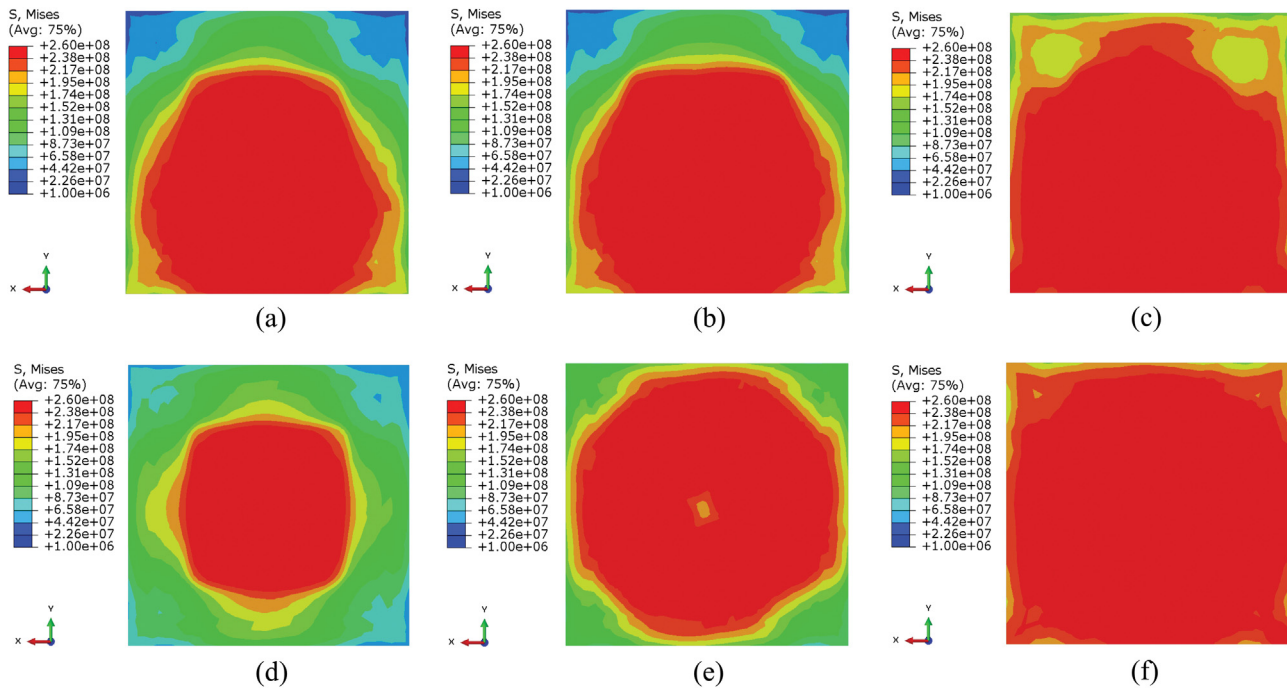 S, Mises
(Avg: 75%)
+2.60e+08
+2.38e+08
+2.17e+08
+1.95e+08
+1.74e+08
+1.52e+08
+1.31e+08
+1.09e+08
+8.73e+07
+6.58e+07
+4.42e+07
+2.26e+07
+1.00e+06
Y
X
(a)
S, Mises
(Avg: 75%)
+2.60e+08
+2.38e+08
+2.17e+08
+1.95e+08
+1.74e+08
+1.52e+08
+1.31e+08
+1.09e+08
+8.73e+07
+6.58e+07
+4.42e+07
+2.26e+07
+1.00e+06
Y
X
(b)
S, Mises
(Avg: 75%)
+2.60e+08
+2.38e+08
+2.17e+08
+1.95e+08
+1.74e+08
+1.52e+08
+1.31e+08
+1.09e+08
+8.73e+07
+6.58e+07
+4.42e+07
+2.26e+07
+1.00e+06
Y
X
(c)
S, Mises
(Avg: 75%)
+2.60e+08
+2.38e+08
+2.17e+08
+1.95e+08
+1.74e+08
+1.52e+08
+1.31e+08
+1.09e+08
+8.73e+07
+6.58e+07
+4.42e+07
+2.26e+07
+1.00e+06
Y
X
(d)
S, Mises
(Avg: 75%)
+2.60e+08
+2.38e+08
+2.17e+08
+1.95e+08
+1.74e+08
+1.52e+08
+1.31e+08
+1.09e+08
+8.73e+07
+6.58e+07
+4.42e+07
+2.26e+07
+1.00e+06
Y
X
(e)
S, Mises
(Avg: 75%)
+2.60e+08
+2.38e+08
+2.17e+08
+1.95e+08
+1.74e+08
+1.52e+08
+1.31e+08
+1.09e+08
+8.73e+07
+6.58e+07
+4.42e+07
+2.26e+07
+1.00e+06
Y
X
(f)